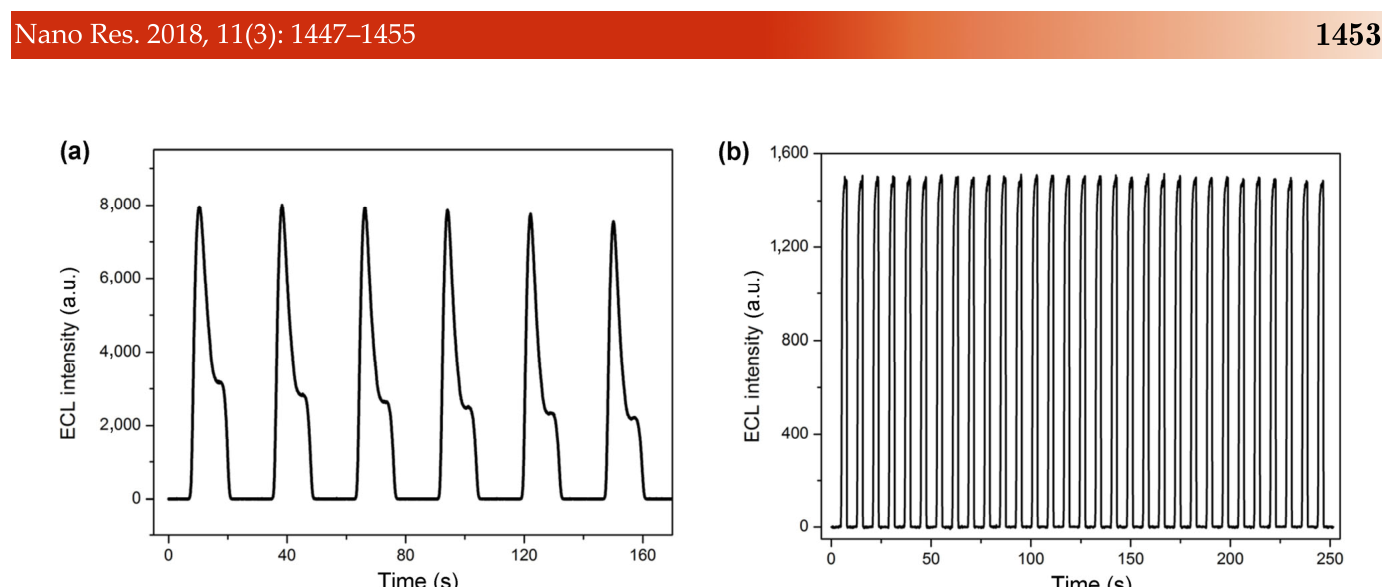 Nano Res. 2018, 11(3): 1447–1455
1453
(a)
8,000
6,000
4,000
2,000
0
ECL intensity (a.u.)
0 40 80 120 160
Time (s)
(b)
1,600
1,200
800
400
0
ECL intensity (a.u.)
0 50 100 150 200 250
Time (s)